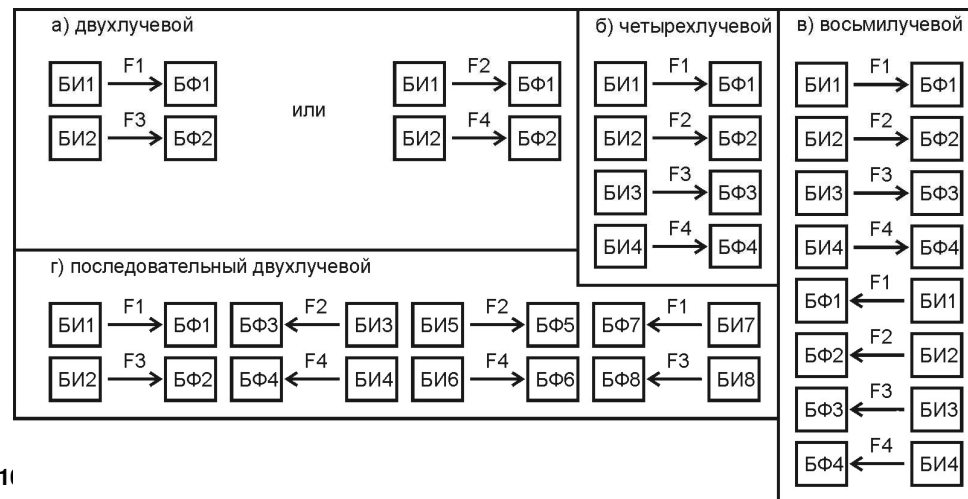 а) двухлучевой
F1
БИ1 БФ1
F3
БИ2 БФ2
или
F2
БИ1 БФ1
F4
БИ2 БФ2
б) четырехлучевой
F1
БИ1 БФ1
F2
БИ2 БФ2
F3
БИ3 БФ3
F4
БИ4 БФ4
в) восьмилучевой
F1
БИ1 БФ1
F2
БИ2 БФ2
F3
БИ3 БФ3
F4
БИ4 БФ4
F1
БФ1 БИ1
F2
БФ2 БИ2
F3
БФ3 БИ3
F4
БФ4 БИ4
г) последовательный двухлучевой
F1 F2 F2 F1
БИ1 БФ1 БФ3 БИ3 БИ5 БФ5 БФ7 БИ7
F3 F4 F4 F3
БИ2 БФ2 БФ4 БИ4 БИ6 БФ6 БФ8 БИ8